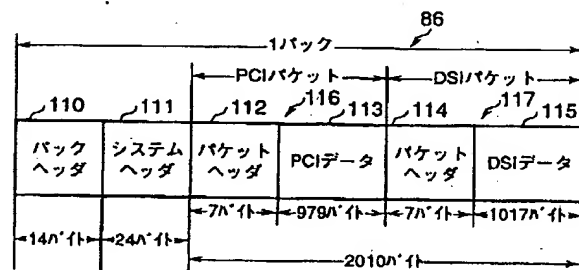 86
1パック
PCIパケット
DSIパケット
110
111
112
116
113
114
117
115
パック
ヘッダ
システム
ヘッダ
パケット
ヘッダ
PCIデータ
パケット
ヘッダ
DSIデータ
7バイト
979バイト
7バイト
1017バイト
14バイト
24バイト
2010バイト